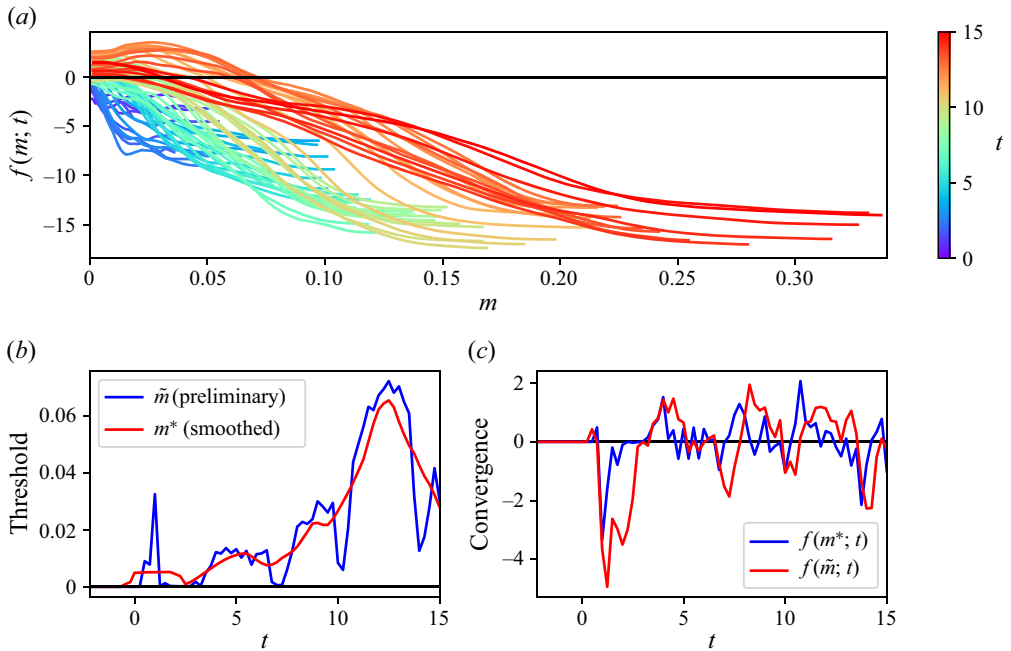 (a)
0
−5
−10
−15
f(m; t)
0
0.05
0.10
0.15
0.20
0.25
0.30
m
15
10
5
0
t
(b)
0.06
0.04
0.02
0
Threshold
m̃ (preliminary)
m* (smoothed)
0
5
10
15
t
(c)
2
0
−2
−4
Convergence
f(m*; t)
f(m̃; t)
0
5
10
15
t